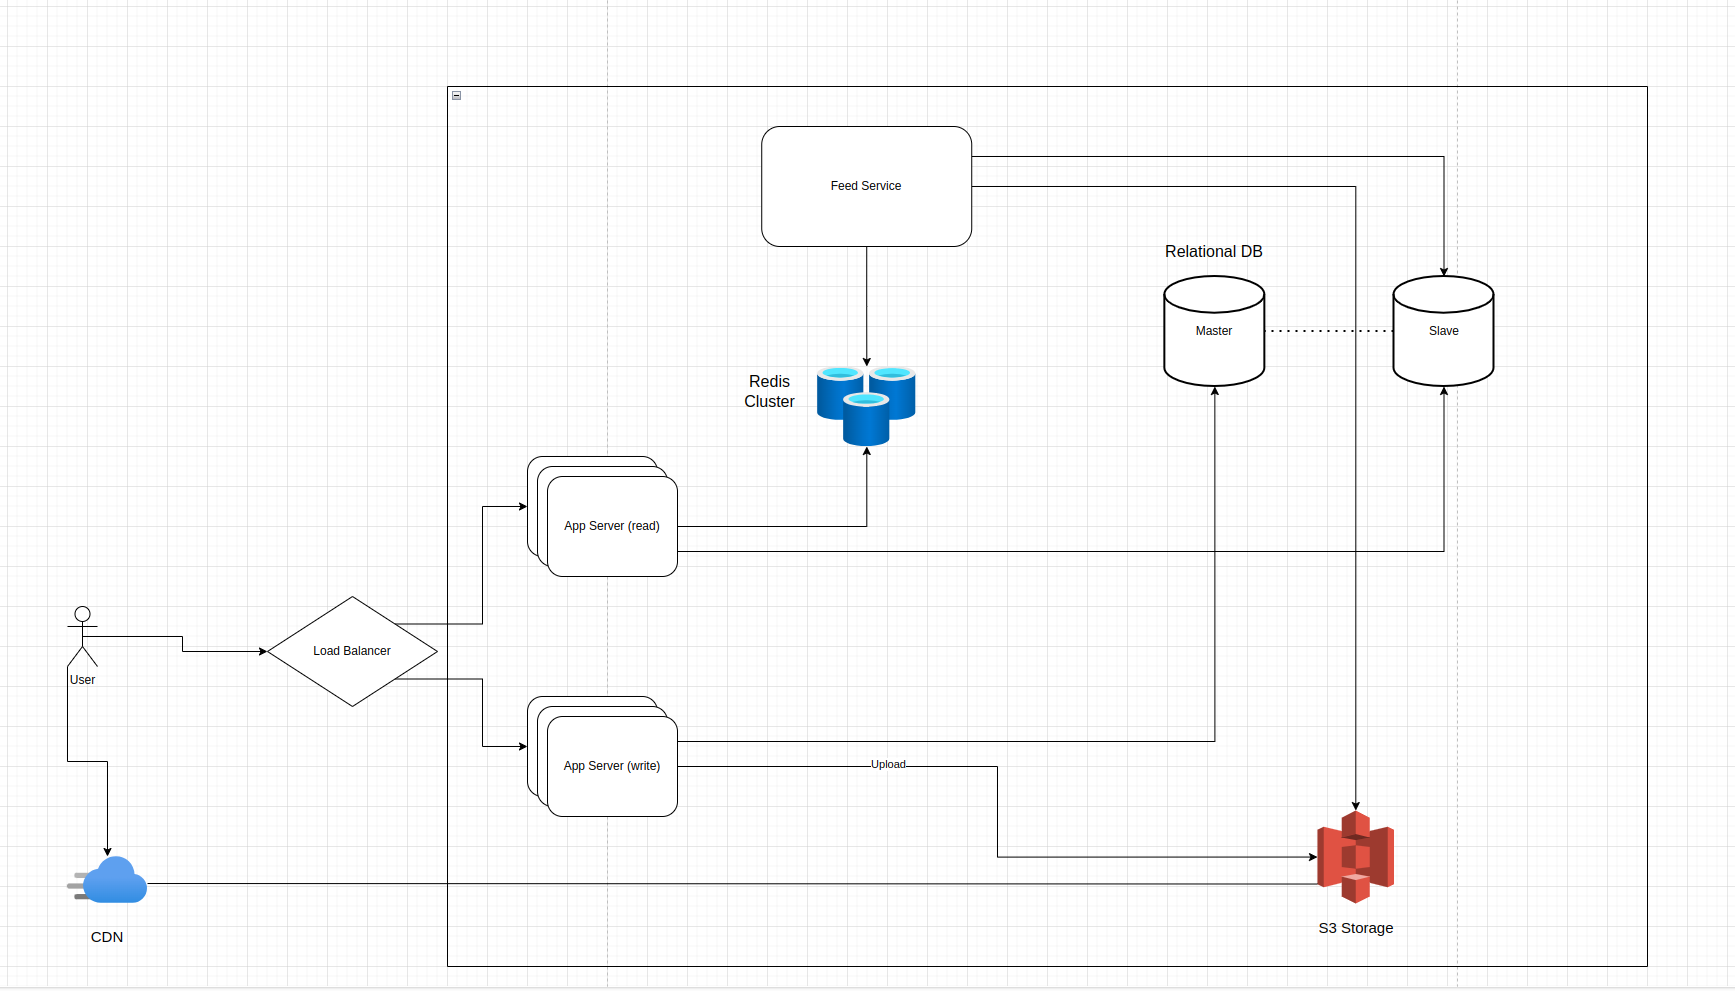 Feed Service
Relational DB
Master
Slave
Redis
Cluster
App Server (read)
Load Balancer
User
App Server (write)
Upload
CDN
S3 Storage